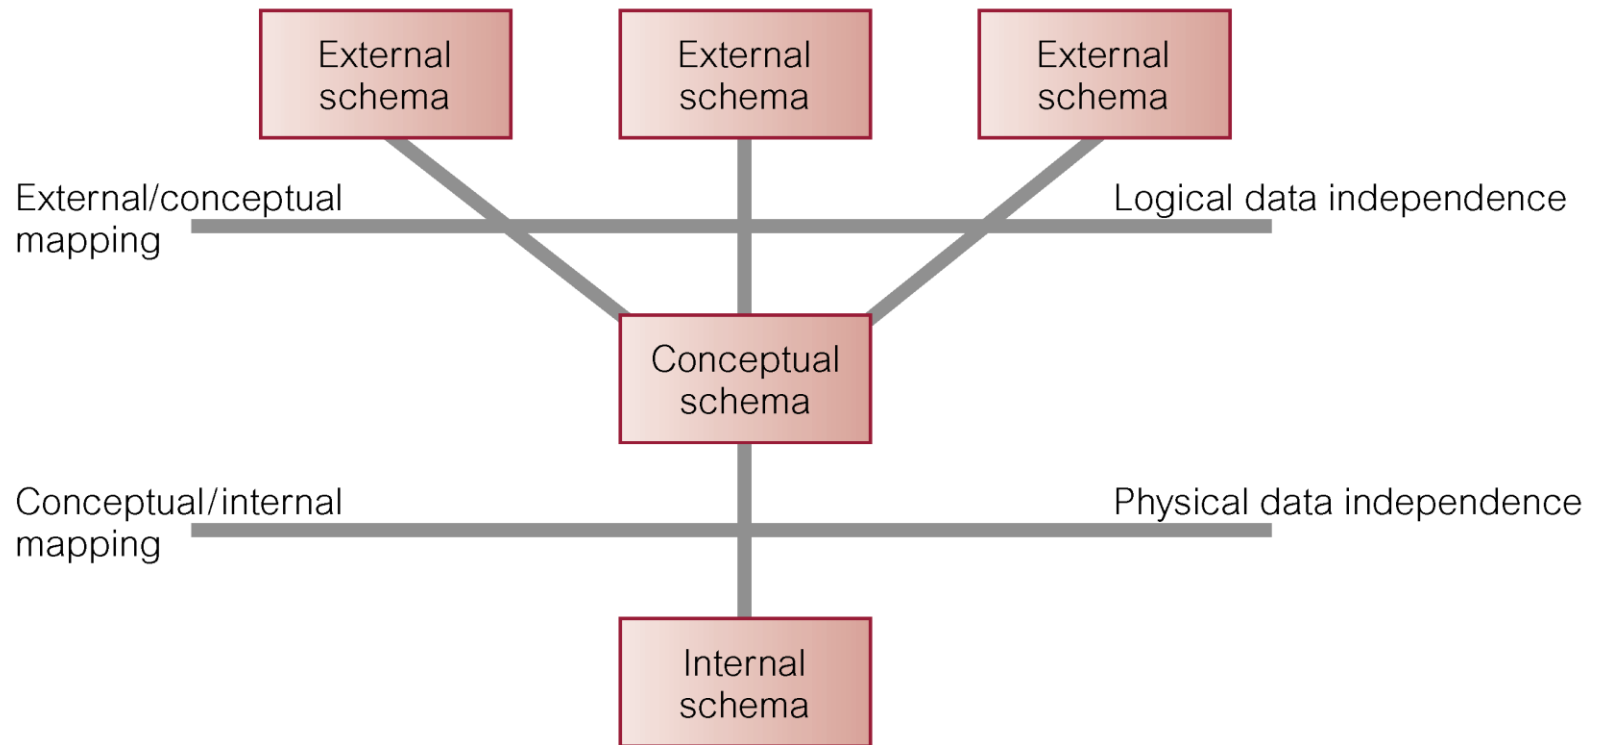 External
schema
External
schema
External
schema
External/conceptual
mapping
Logical data independence
Conceptual
schema
Conceptual/internal
mapping
Physical data independence
Internal
schema